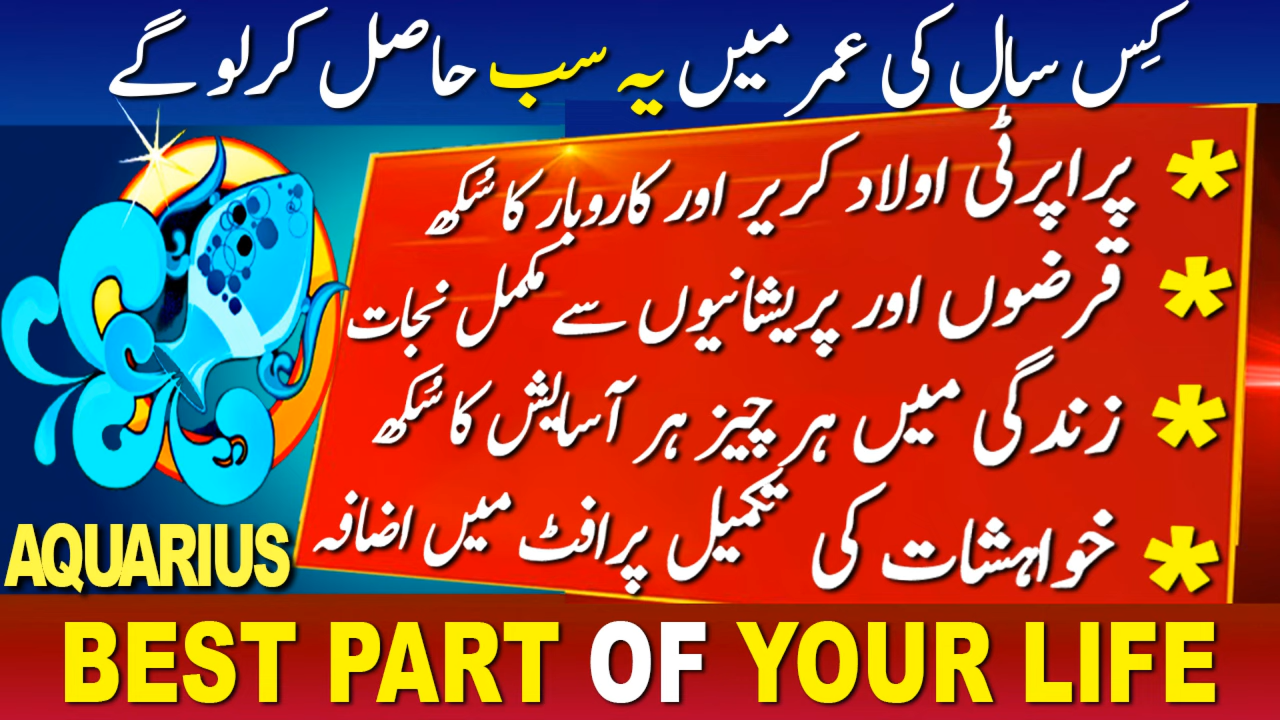 کِس سال کی عمر میں یہ سب حاصل کرلو گے
* پراپرٹی اولاد کریر اور کاروبار کا سُکھ
* قرضوں اور پریشانیوں سے مکمل نجات
* زندگی میں ہر چیز ہر آسایش کا سُکھ
* خواہشات کی تکمیل پرافٹ میں اضافہ
AQUARIUS
BEST PART OF YOUR LIFE